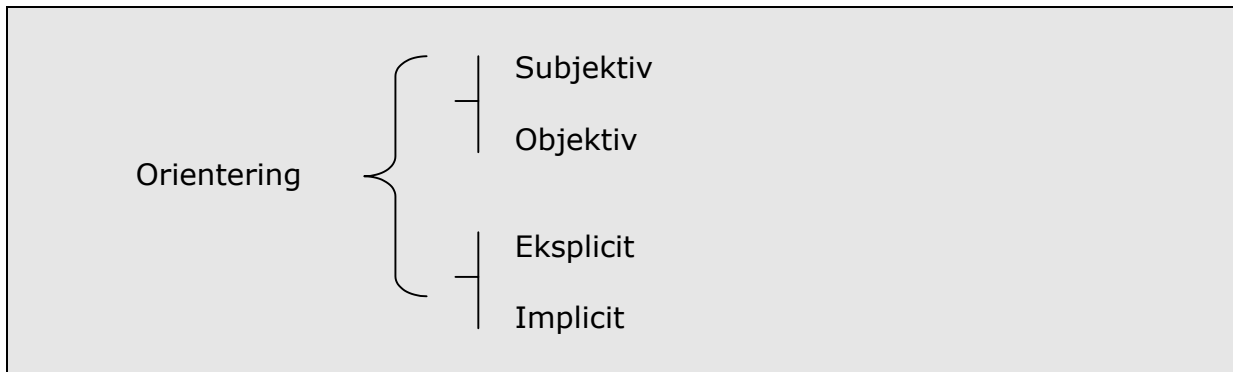 Subjektiv
Objektiv
Orientering
Eksplicit
Implicit